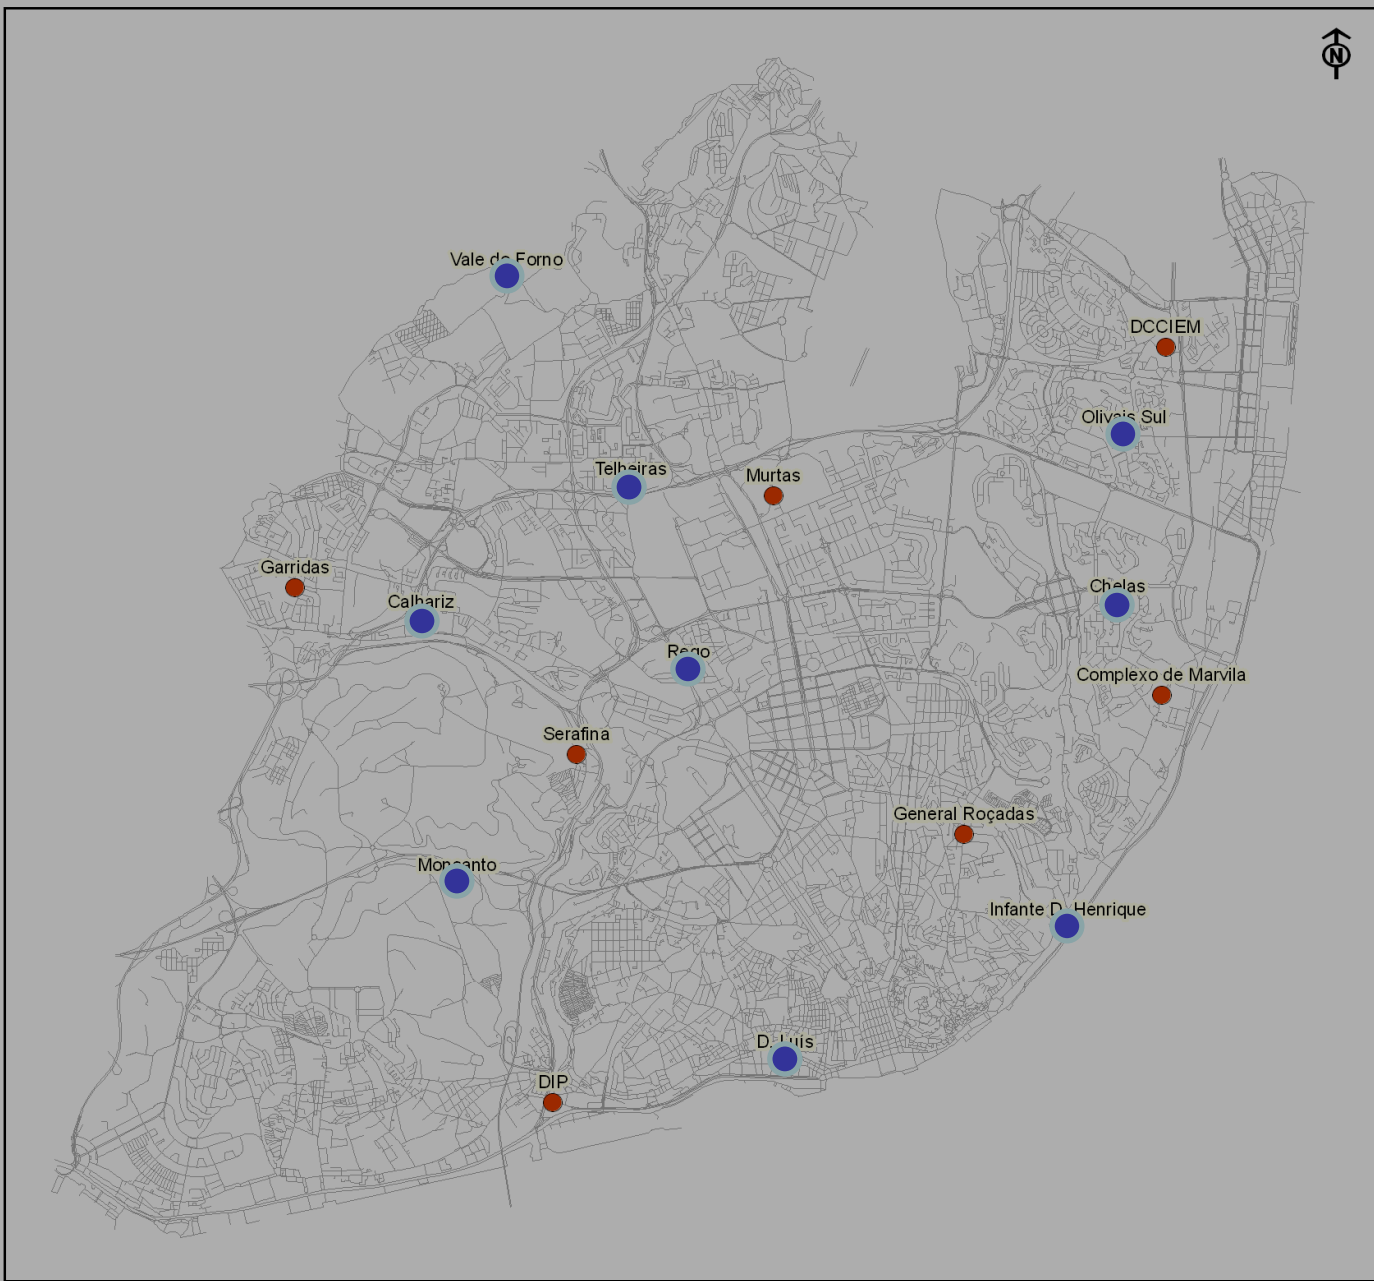 N
Vale do Forno
DCCIEM
Olivais Sul
Telheiras
Murtas
Garridas
Calhariz
Chelas
Rego
Complexo de Marvila
Serafina
General Roçadas
Monsanto
Infante D. Henrique
D. Luís
DIP